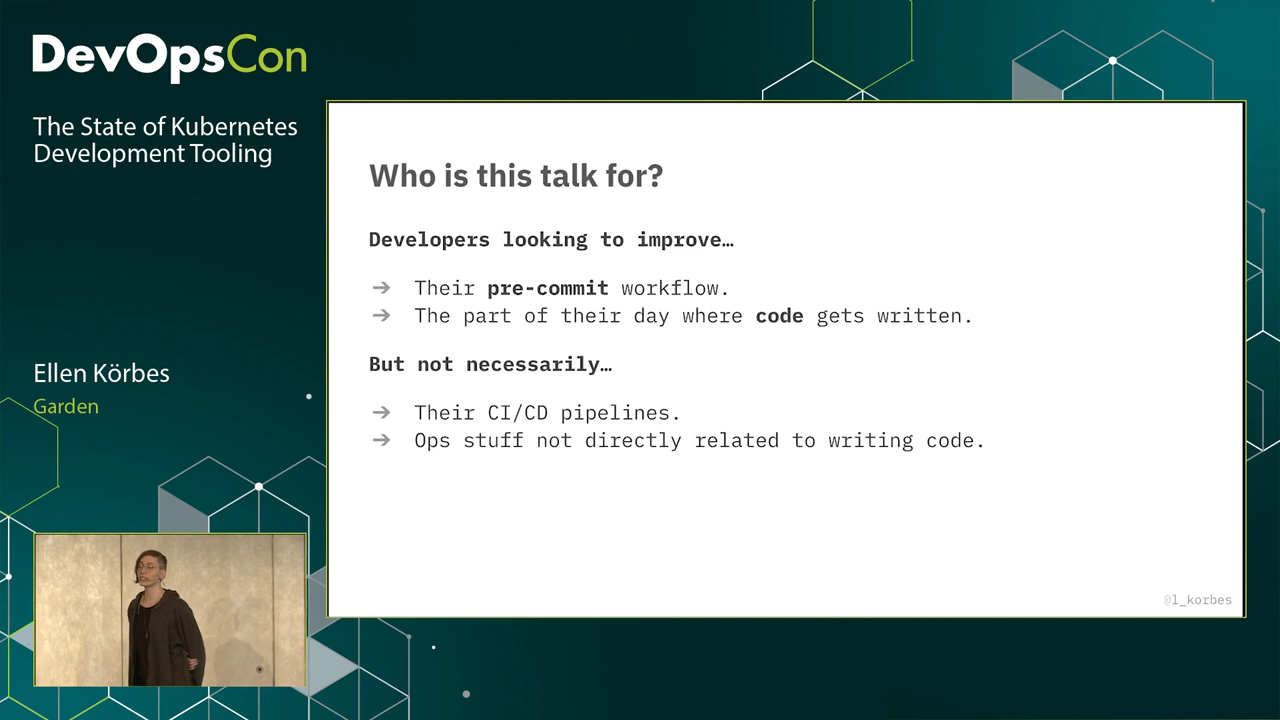 DevOpsCon
The State of Kubernetes
Development Tooling
Ellen Körbes
Garden
Who is this talk for?
Developers looking to improve…
➔ Their pre-commit workflow.
➔ The part of their day where code gets written.
But not necessarily…
➔ Their CI/CD pipelines.
➔ Ops stuff not directly related to writing code.
@l_korbes